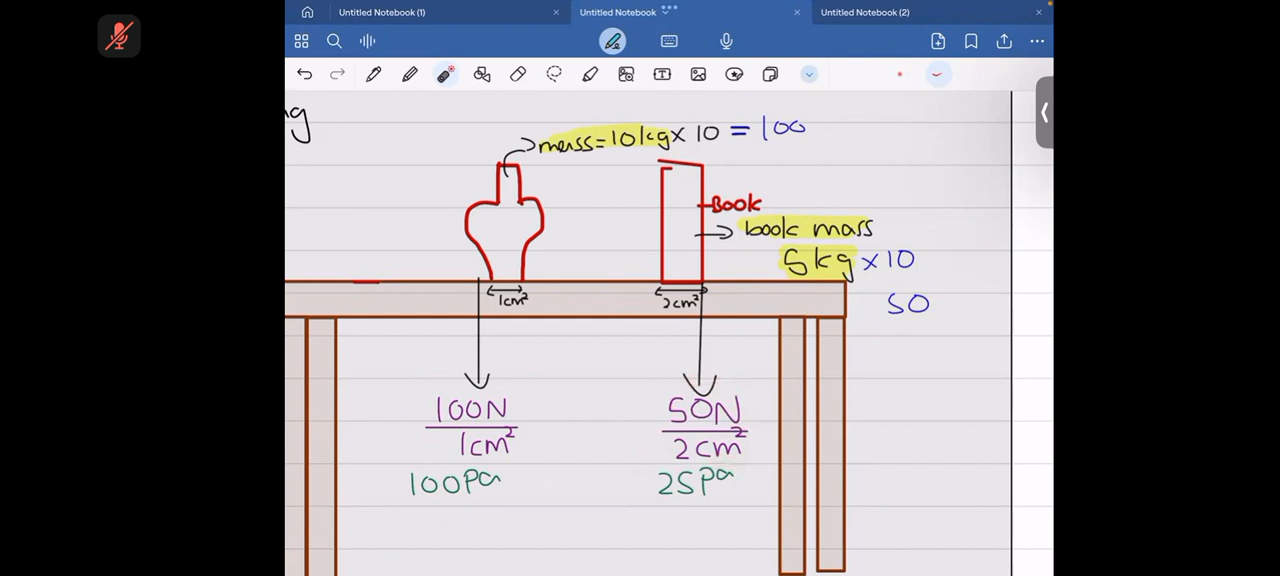 Untitled Notebook (1)
Untitled Notebook
Untitled Notebook (2)
mass=10kg x 10 = 100
Book
book mass
5kg x 10
50
1cm²
2cm²
100N
1cm²
100Pa
50N
2cm²
25Pa